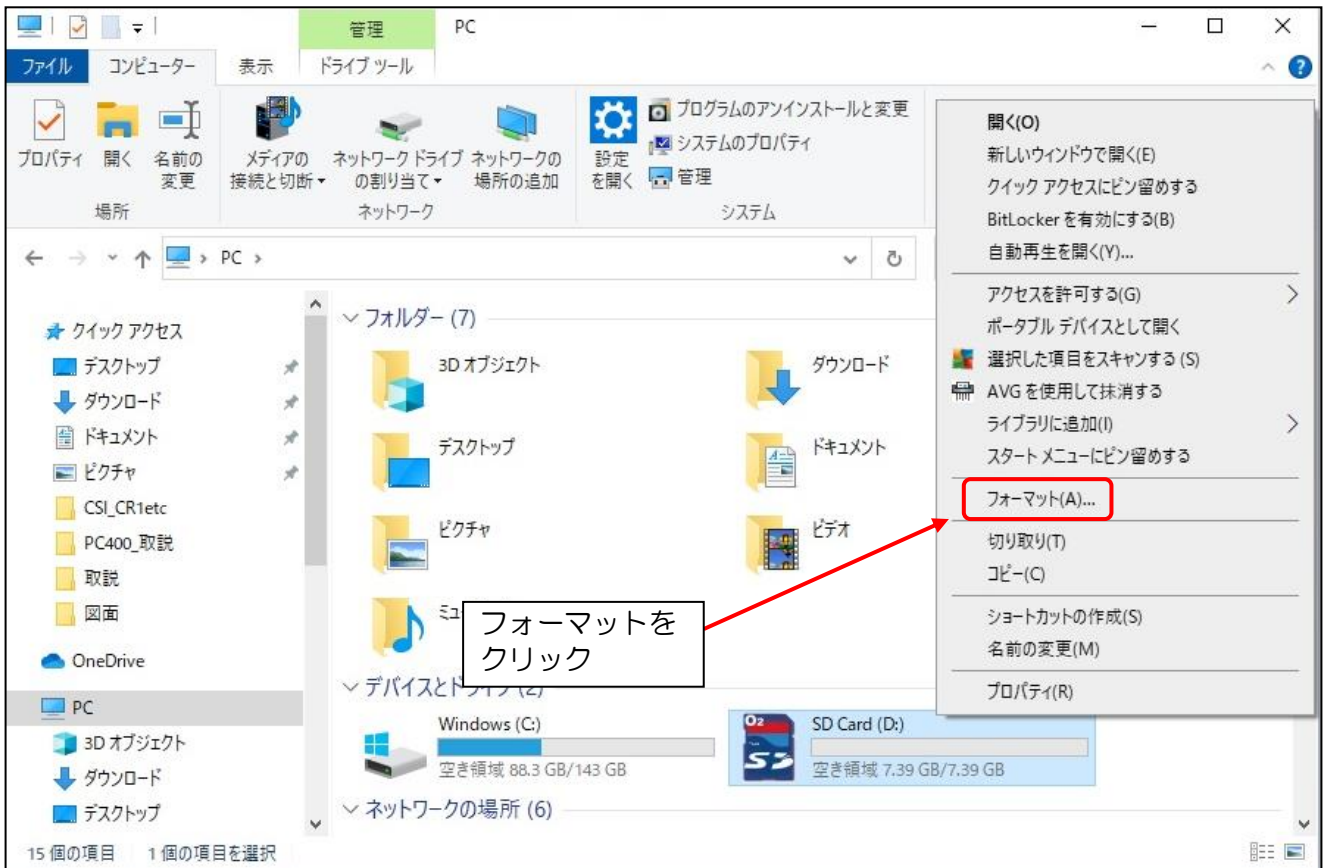 管理
PC
ファイル
コンピューター
表示
ドライブ ツール
プロパティ
開く
名前の
変更
場所
メディアの
接続と切断
ネットワーク ドライブ
の割り当て
ネットワークの
場所の追加
ネットワーク
設定
を開く
プログラムのアンインストールと変更
システムのプロパティ
管理
システム
PC
クイック アクセス
デスクトップ
ダウンロード
ドキュメント
ピクチャ
CSI_CR1etc
PC400_取説
取説
図面
OneDrive
PC
3D オブジェクト
ダウンロード
デスクトップ
フォルダー (7)
3D オブジェクト
ダウンロード
デスクトップ
ドキュメント
ピクチャ
ビデオ
フォーマットを
クリック
デバイスとドライブ (2)
Windows (C:)
空き領域 88.3 GB/143 GB
SD Card (D:)
空き領域 7.39 GB/7.39 GB
ネットワークの場所 (6)
開く(O)
新しいウィンドウで開く(E)
クイック アクセスにピン留めする
BitLocker を有効にする(B)
自動再生を開く(Y)...
アクセスを許可する(G)
ポータブル デバイスとして開く
選択した項目をスキャンする (S)
AVG を使用して抹消する
ライブラリに追加(I)
スタート メニューにピン留めする
フォーマット(A)...
切り取り(T)
コピー(C)
ショートカットの作成(S)
名前の変更(M)
プロパティ(R)
15 個の項目
1 個の項目を選択